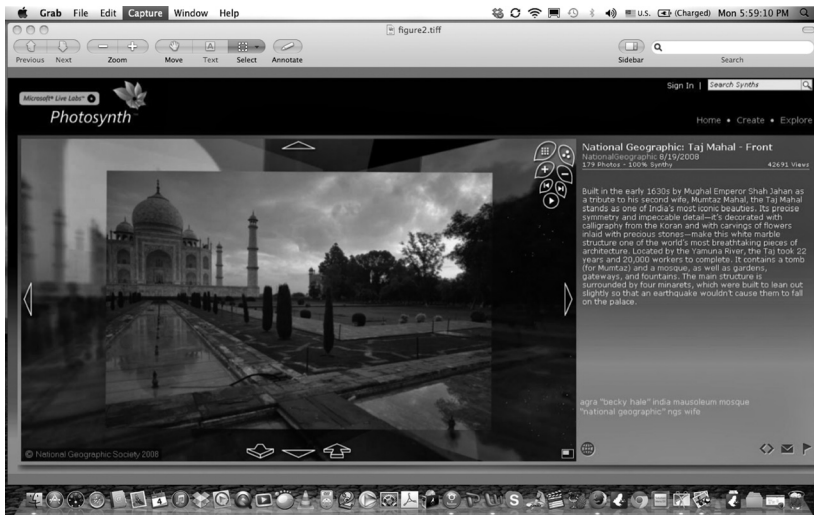 Grab File Edit Capture Window Help U.S. (Charged) Mon 5:59:10 PM
figure2.tiff
Previous Next Zoom Move Text Select Annotate Sidebar Search
Sign In | Search Synths
Microsoft® Live Labs™
Photosynth™
Home • Create • Explore
National Geographic: Taj Mahal - Front
NationalGeographic 8/19/2008
179 Photos - 100% Synthy 42691 Views
Built in the early 1630s by Mughal Emperor Shah Jahan as
a tribute to his second wife, Mumtaz Mahal, the Taj Mahal
stands as one of India's most iconic beauties. Its precise
symmetry and impeccable detail—it's decorated with
calligraphy from the Koran and with carvings of flowers
inlaid with precious stones—make this white marble
structure one of the world's most breathtaking pieces of
architecture. Located by the Yamuna River, the Taj took 22
years and 20,000 workers to complete. It contains a tomb
(for Mumtaz) and a mosque, as well as gardens,
gateways, and fountains. The main structure is
surrounded by four minarets, which were built to lean out
slightly so that an earthquake wouldn't cause them to fall
on the palace.
agra "becky hale" india mausoleum mosque
"national geographic" ngs wife
© National Geographic Society 2008